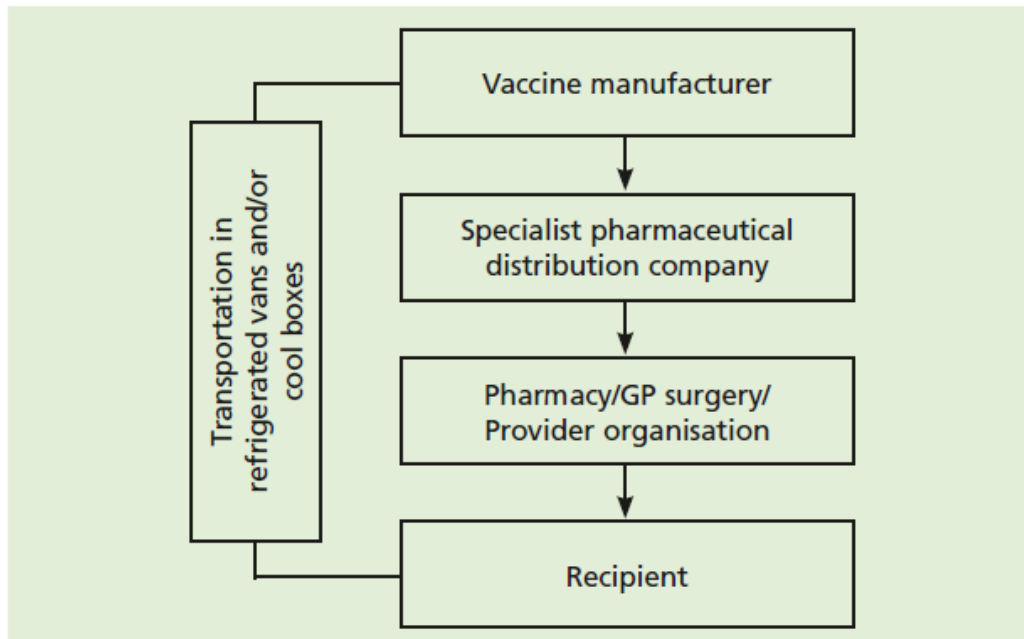 Vaccine manufacturer
Specialist pharmaceutical
distribution company
Pharmacy/GP surgery/
Provider organisation
Recipient
Transportation in
refrigerated vans and/or
cool boxes